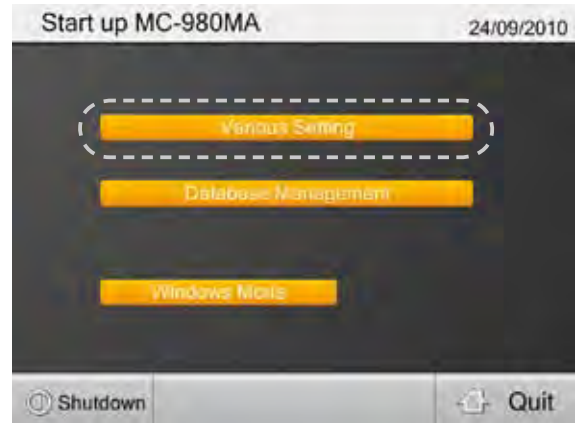 Start up MC-980MA
24/09/2010
Various Setting
Database Management
Windows Mode
Shutdown
Quit